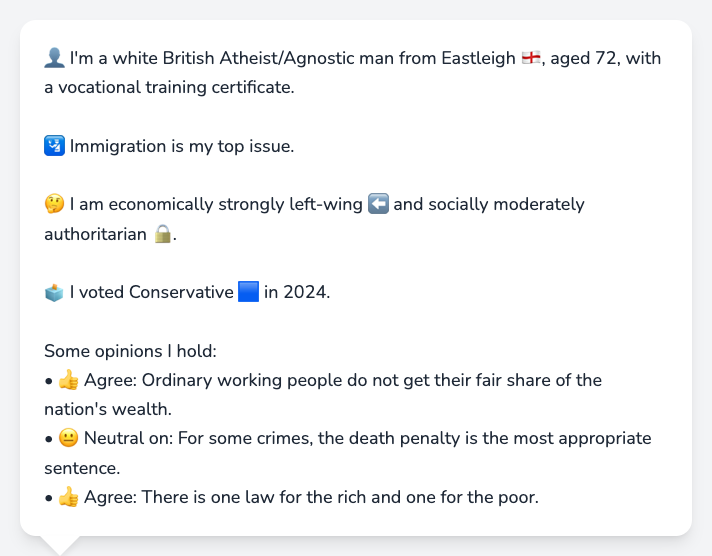 👤 I'm a white British Atheist/Agnostic man from Eastleigh 🏴󠁧󠁢󠁥󠁮󠁧󠁿, aged 72, with
a vocational training certificate.
🛂 Immigration is my top issue.
🤔 I am economically strongly left-wing ⬅️ and socially moderately
authoritarian 🔒.
🗳️ I voted Conservative 🟦 in 2024.
Some opinions I hold:
• 👍 Agree: Ordinary working people do not get their fair share of the
nation's wealth.
• 😐 Neutral on: For some crimes, the death penalty is the most appropriate
sentence.
• 👍 Agree: There is one law for the rich and one for the poor.